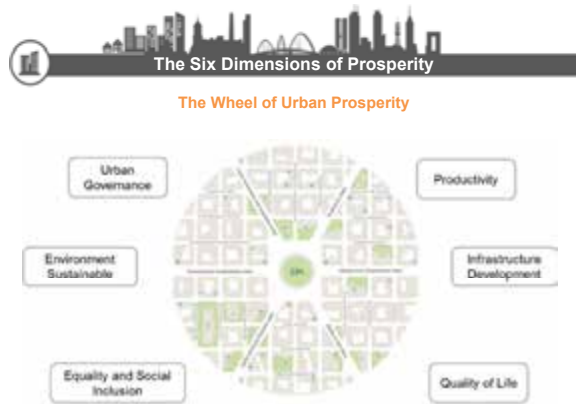 The Six Dimensions of Prosperity
The Wheel of Urban Prosperity
Urban
Governance
Productivity
Environment
Sustainable
Infrastructure
Development
Equality and Social
Inclusion
Quality of Life